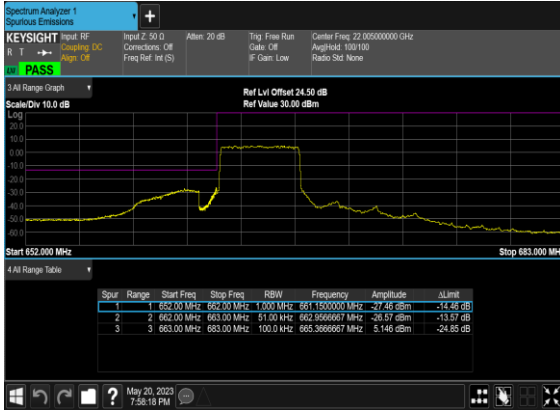 Spectrum Analyzer 1
Spurious Emissions
+
KEYSIGHT Input: RF Input Z: 50 Ω Atten: 20 dB Trig: Free Run Center Freq: 22.005000000 GHz
R T Coupling: DC Corrections: Off Gate: Off Avg|Hold: 100/100
Align: Off Freq Ref: Int (S) IF Gain: Low Radio Std: None
PASS
3 All Range Graph
Ref Lvl Offset 24.50 dB
Scale/Div 10.0 dB Ref Value 30.00 dBm
Log
20.0
10.0
0.00
-10.0
-20.0
-30.0
-40.0
-50.0
-60.0
Start 652.000 MHz Stop 683.000 MH
4 All Range Table
Spur Range Start Freq Stop Freq RBW Frequency Amplitude ΔLimit
1 1 652.00 MHz 662.00 MHz 1.000 MHz 661.1500000 MHz -27.46 dBm -14.46 dB
2 2 662.00 MHz 663.00 MHz 51.00 kHz 662.9566667 MHz -26.57 dBm -13.57 dB
3 3 663.00 MHz 683.00 MHz 100.0 kHz 665.3666667 MHz 5.146 dBm -24.85 dB
? May 20, 2023
7:58:18 PM